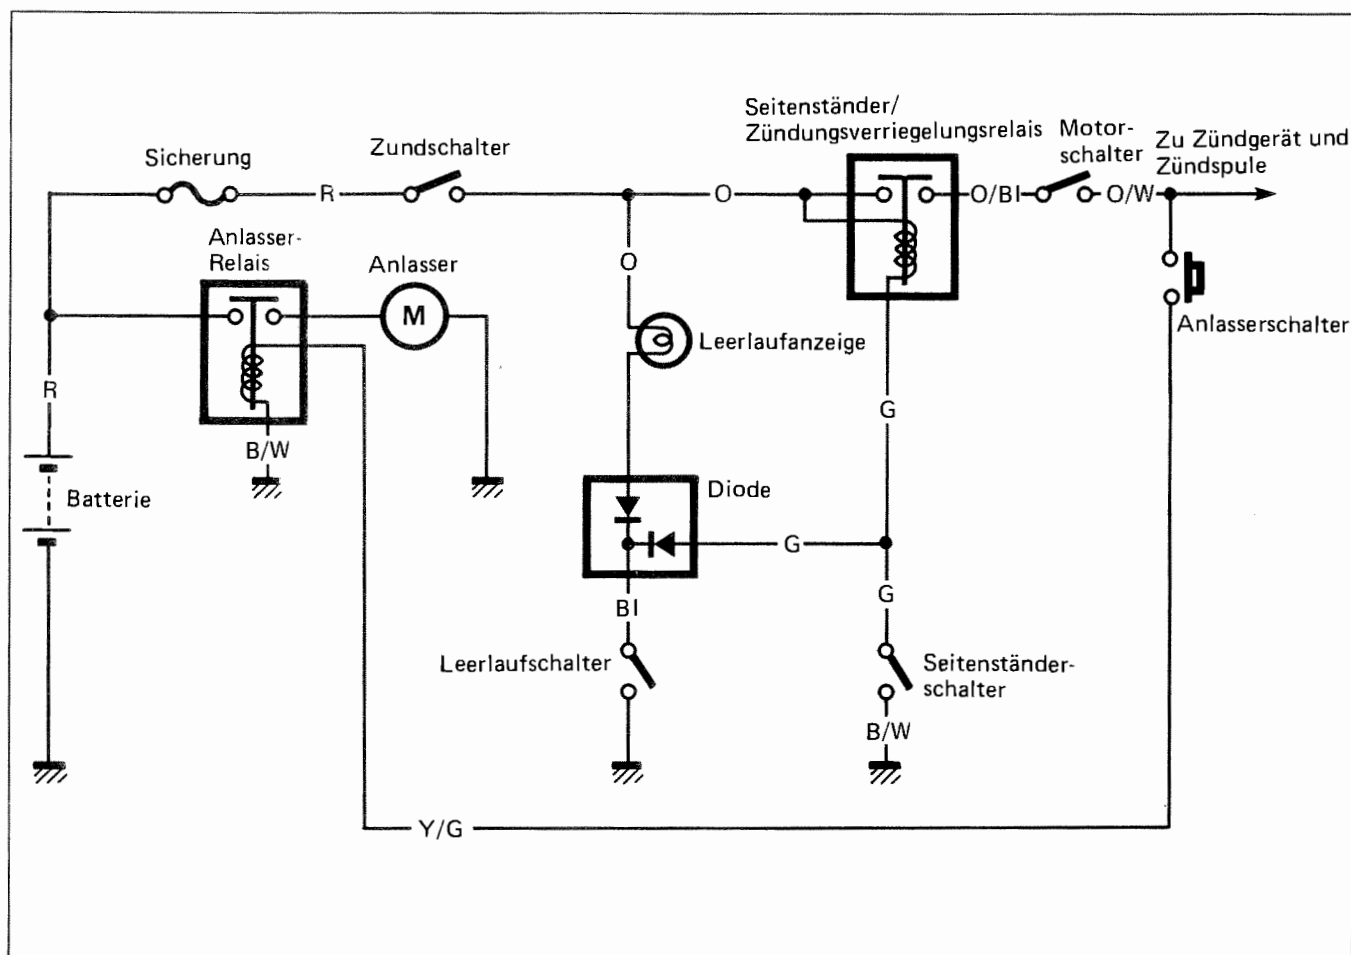 Seitenständer/
Zündungsverriegelungsrelais
Motor-
schalter
Zu Zündgerät und
Zündspule
Sicherung
Zundschalter
R
O
O/Bl
O/W
Anlasser-
Relais
Anlasser
O
M
Anlasserschalter
Leerlaufanzeige
R
G
B/W
Batterie
Diode
G
G
Bl
Leerlaufschalter
Seitenständer-
schalter
B/W
Y/G